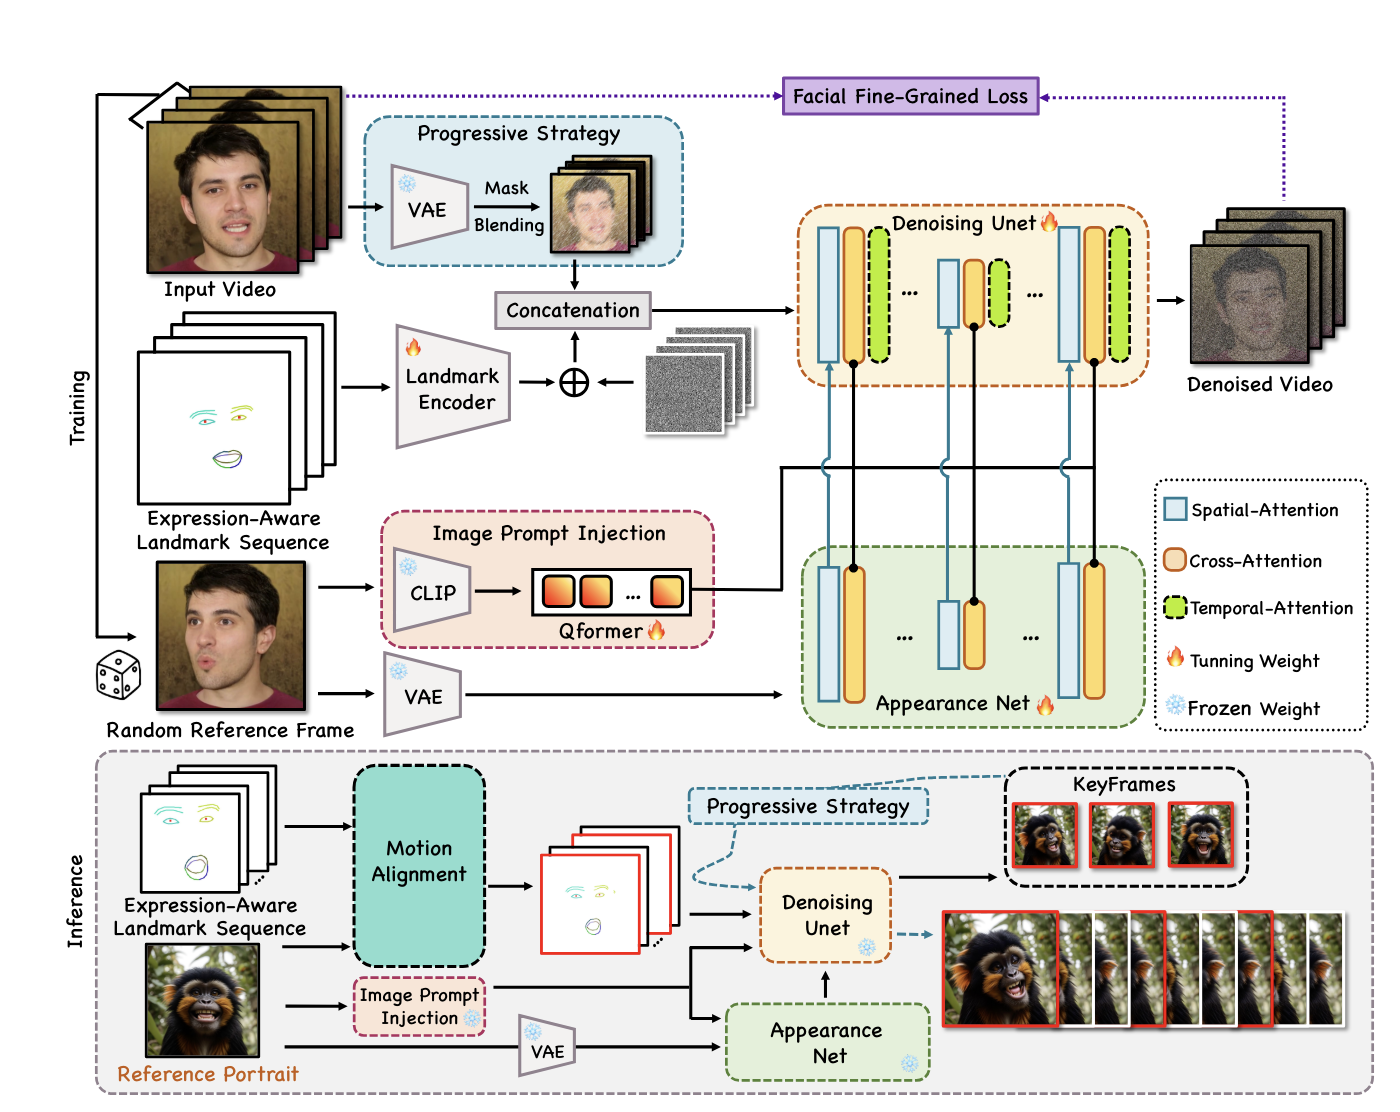 Facial Fine-Grained Loss
Progressive Strategy
VAE
Mask
Blending
Input Video
Denoising Unet
...
...
Concatenation
Landmark
Encoder
Denoised Video
Training
Expression-Aware
Landmark Sequence
Image Prompt Injection
CLIP
...
Qformer
VAE
Random Reference Frame
...
...
Appearance Net
Spatial-Attention
Cross-Attention
Temporal-Attention
Tunning Weight
Frozen Weight
Inference
Expression-Aware
Landmark Sequence
Motion
Alignment
Progressive Strategy
KeyFrames
Denoising
Unet
Image Prompt
Injection
VAE
Appearance
Net
Reference Portrait